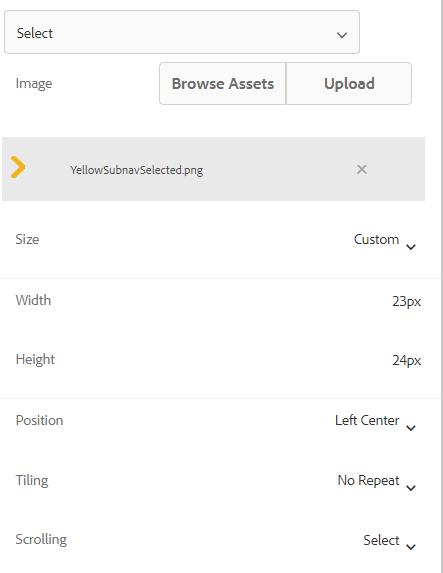 Select
Image Browse Assets Upload
YellowSubnavSelected.png
Size Custom
Width 23px
Height 24px
Position Left Center
Tiling No Repeat
Scrolling Select